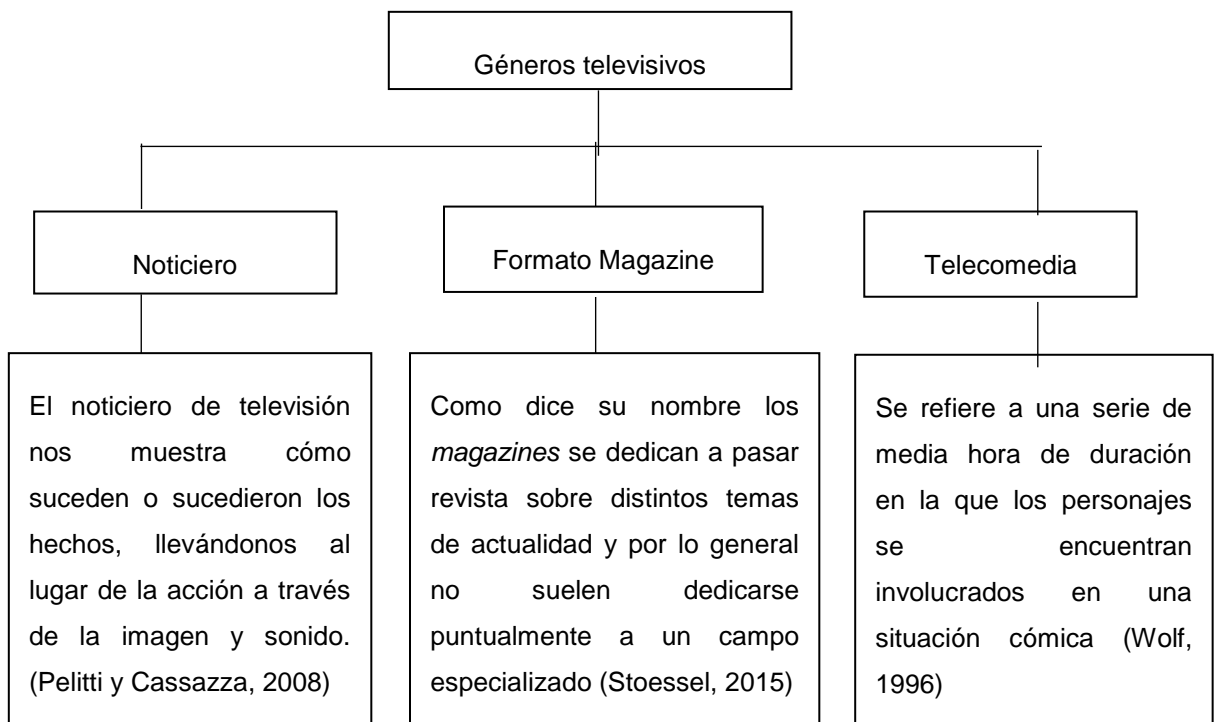 Géneros televisivos
Noticiero
Formato Magazine
Telecomedia
El noticiero de televisión
nos muestra cómo
suceden o sucedieron los
hechos, llevándonos al
lugar de la acción a través
de la imagen y sonido.
(Pelitti y Cassazza, 2008)
Como dice su nombre los
magazines se dedican a pasar
revista sobre distintos temas
de actualidad y por lo general
no suelen dedicarse
puntualmente a un campo
especializado (Stoessel, 2015)
Se refiere a una serie de
media hora de duración
en la que los personajes
se encuentran
involucrados en una
situación cómica (Wolf,
1996)